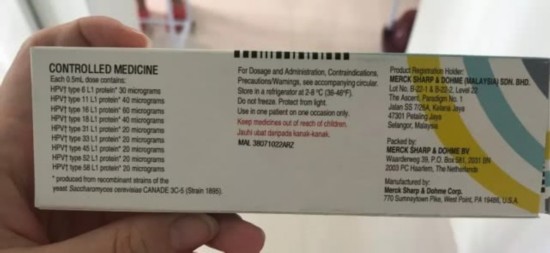 CONTROLLED MEDICINE
Each 0.5mL dose contains:
HPV† type 6 L1 protein* 30 micrograms
HPV† type 11 L1 protein* 40 micrograms
HPV† type 16 L1 protein* 60 micrograms
HPV† type 18 L1 protein* 40 micrograms
HPV† type 31 L1 protein* 20 micrograms
HPV† type 33 L1 protein* 20 micrograms
HPV† type 45 L1 protein* 20 micrograms
HPV† type 52 L1 protein* 20 micrograms
HPV† type 58 L1 protein* 20 micrograms
* produced from recombinant strains of the
yeast Saccharomyces cerevisiae CANADE 3C-5 (Strain 1895).
For Dosage and Administration, Contraindications,
Precautions/Warnings, see accompanying circular.
Store in a refrigerator at 2-8 °C (36-46°F).
Do not freeze. Protect from light.
Use in one patient on one occasion only.
Keep medicines out of reach of children.
Jauhi ubat daripada kanak-kanak.
MAL 38071022ARZ
Product Registration Holder:
MERCK SHARP & DOHME (MALAYSIA) SDN. BHD.
Lot No. B-22-1 & B-22-2, Level 22
The Ascent, Paradigm No. 1
Jalan SS 7/26A, Kelana Jaya
47301 Petaling Jaya
Selangor, Malaysia
Packed by:
MERCK SHARP & DOHME BV
Waarderweg 39, P.O. Box 581, 2031 BN
2003 PC Haarlem, The Netherlands
Manufactured by:
Merck Sharp & Dohme Corp.
770 Sumneytown Pike, West Point, PA 19486, U.S.A.